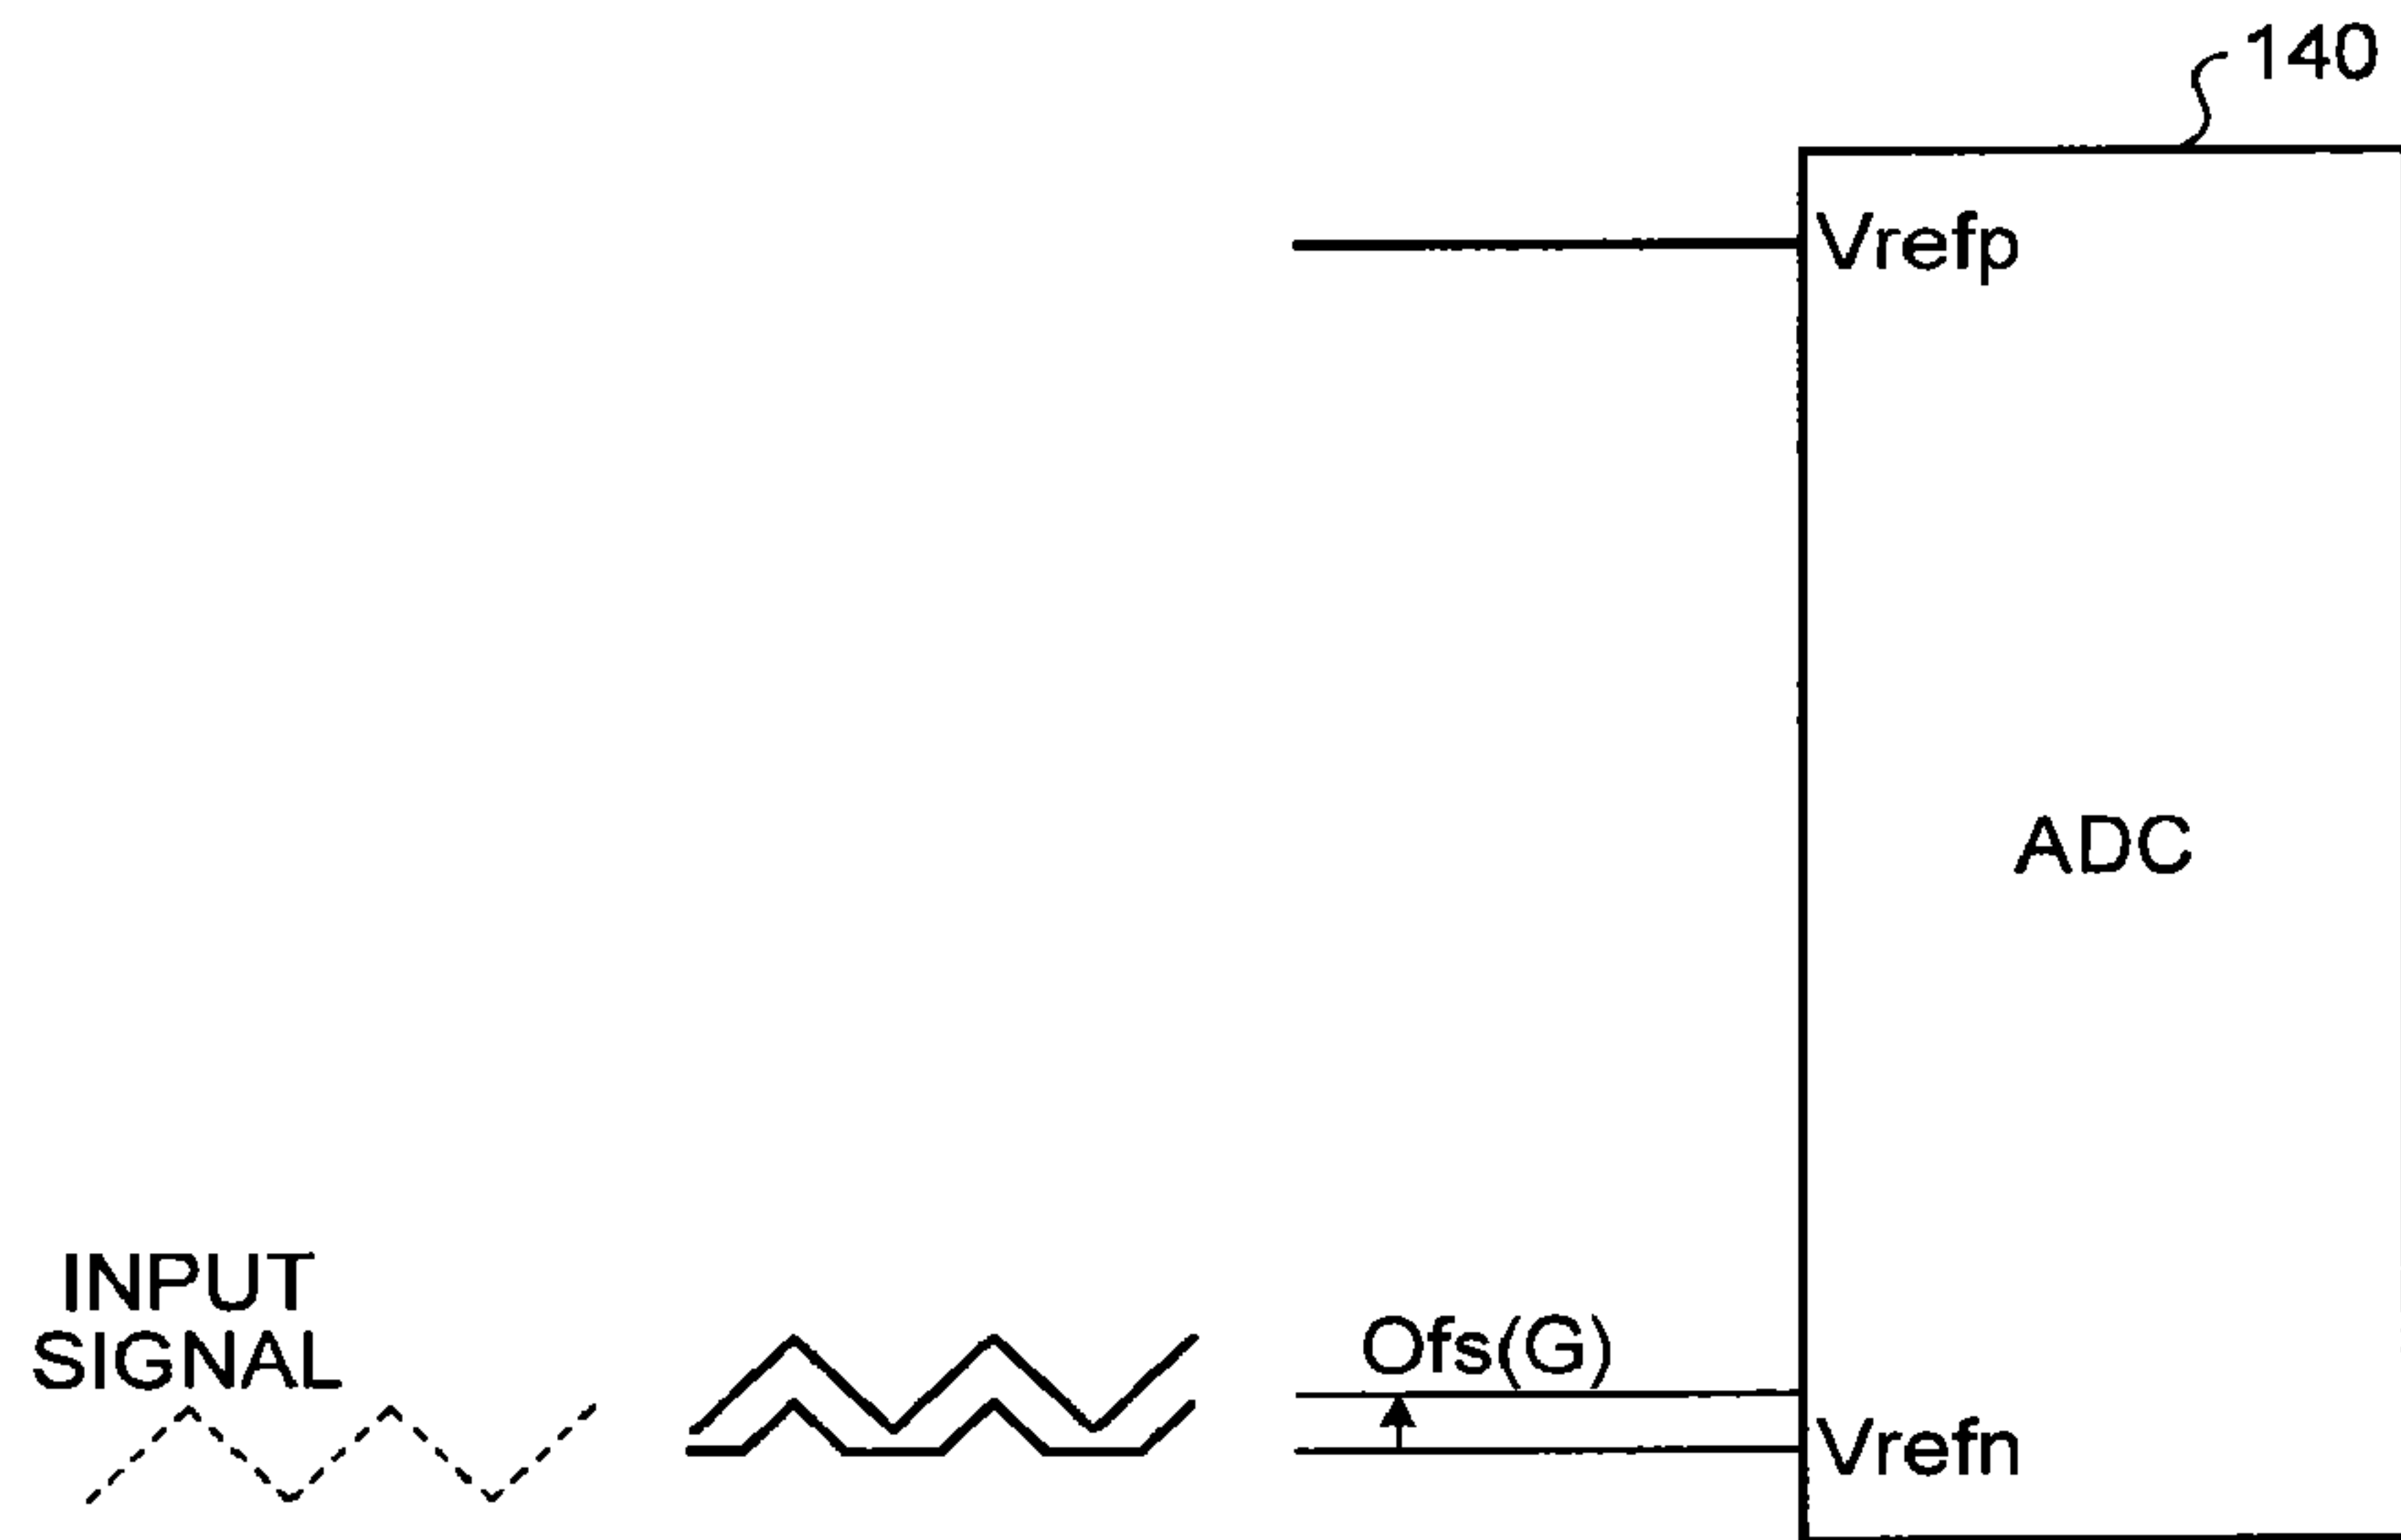 140
Vrefp
ADC
INPUT
SIGNAL
Ofs(G)
Vrefn